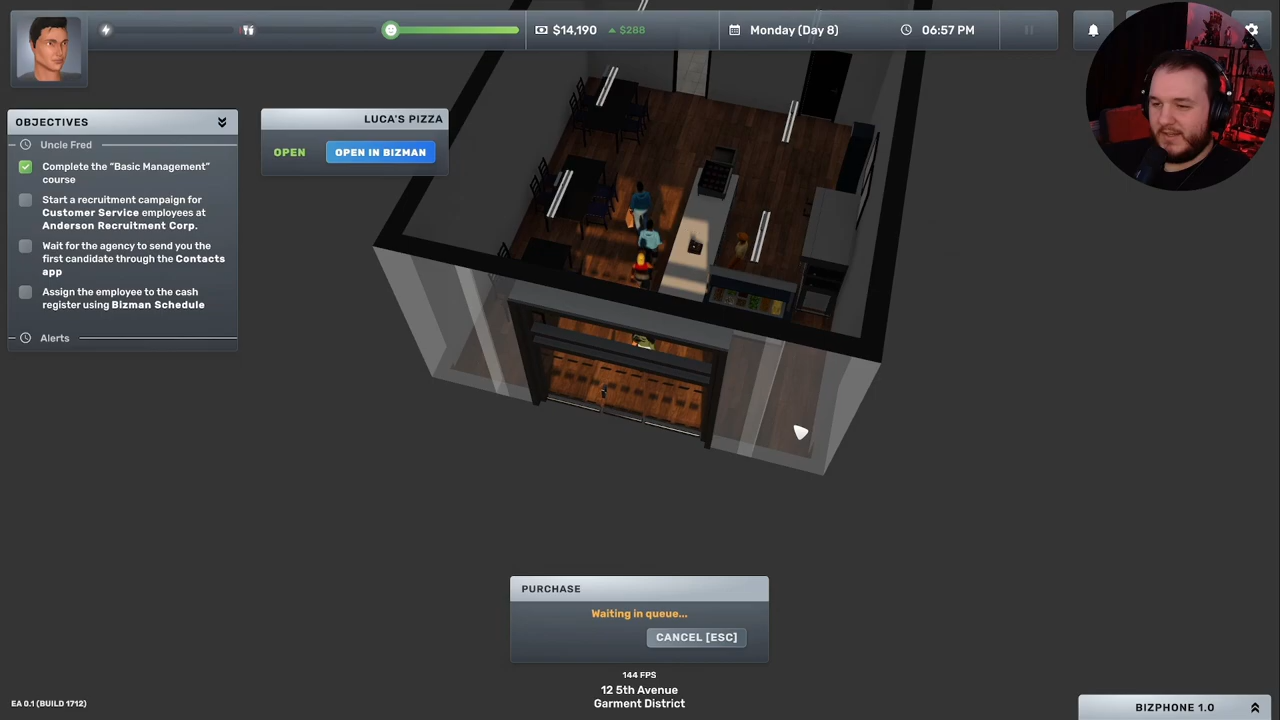 $14,190
$288
Monday (Day 8)
06:57 PM
OBJECTIVES
Uncle Fred
Complete the "Basic Management"
course
Start a recruitment campaign for
Customer Service employees at
Anderson Recruitment Corp.
Wait for the agency to send you the
first candidate through the Contacts
app
Assign the employee to the cash
register using Bizman Schedule
Alerts
LUCA'S PIZZA
OPEN
OPEN IN BIZMAN
PURCHASE
Waiting in queue...
CANCEL [ESC]
144 FPS
12 5th Avenue
Garment District
EA 0.1 (BUILD 1712)
BIZPHONE 1.0